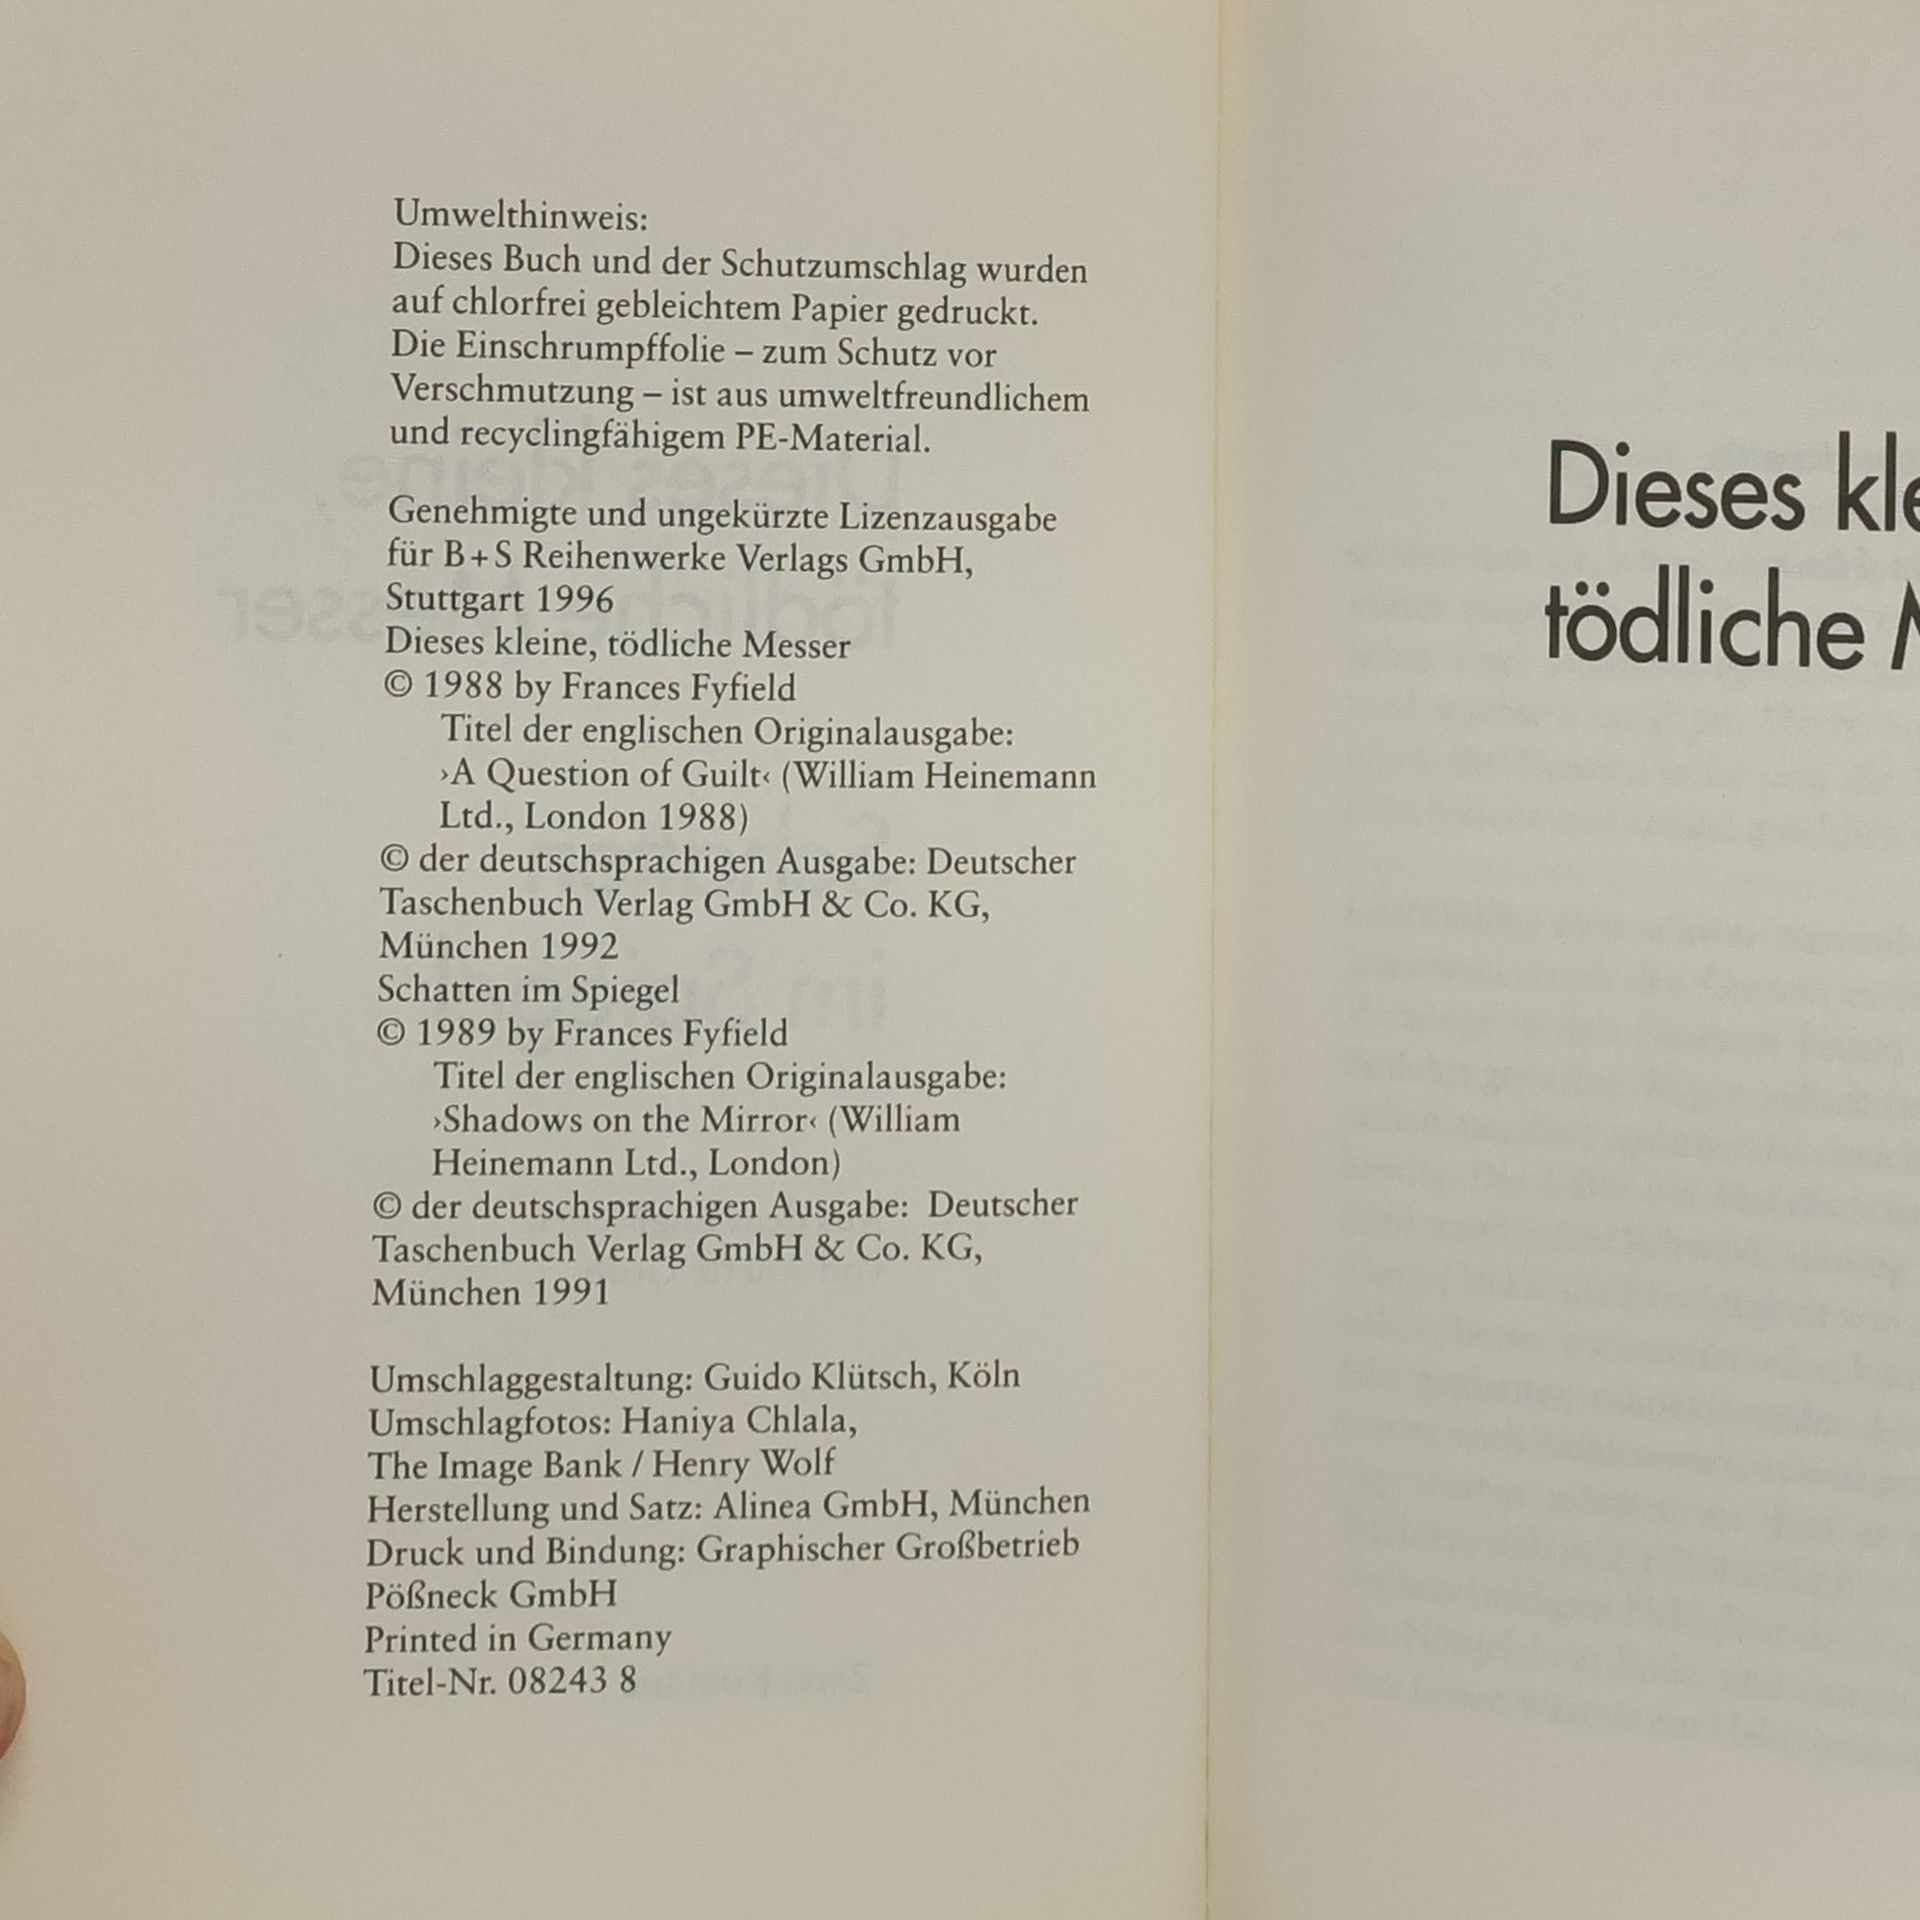 Umwelthinweis:
Dieses Buch und der Schutzumschlag wurden
auf chlorfrei gebleichtem Papier gedruckt.
Die Einschrumpffolie – zum Schutz vor
Verschmutzung – ist aus umweltfreundlichem
und recyclingfähigem PE-Material.
Genehmigte und ungekürzte Lizenzausgabe
für B+S Reihenwerke Verlags GmbH,
Stuttgart 1996
Dieses kleine, tödliche Messer
© 1988 by Frances Fyfield
Titel der englischen Originalausgabe:
›A Question of Guilt‹ (William Heinemann
Ltd., London 1988)
© der deutschsprachigen Ausgabe: Deutscher
Taschenbuch Verlag GmbH & Co. KG,
München 1992
Schatten im Spiegel
© 1989 by Frances Fyfield
Titel der englischen Originalausgabe:
›Shadows on the Mirror‹ (William
Heinemann Ltd., London)
© der deutschsprachigen Ausgabe: Deutscher
Taschenbuch Verlag GmbH & Co. KG,
München 1991
Umschlaggestaltung: Guido Klütsch, Köln
Umschlagfotos: Haniya Chlala,
The Image Bank / Henry Wolf
Herstellung und Satz: Alinea GmbH, München
Druck und Bindung: Graphischer Großbetrieb
Pößneck GmbH
Printed in Germany
Titel-Nr. 08243 8
Dieses kle
tödliche M